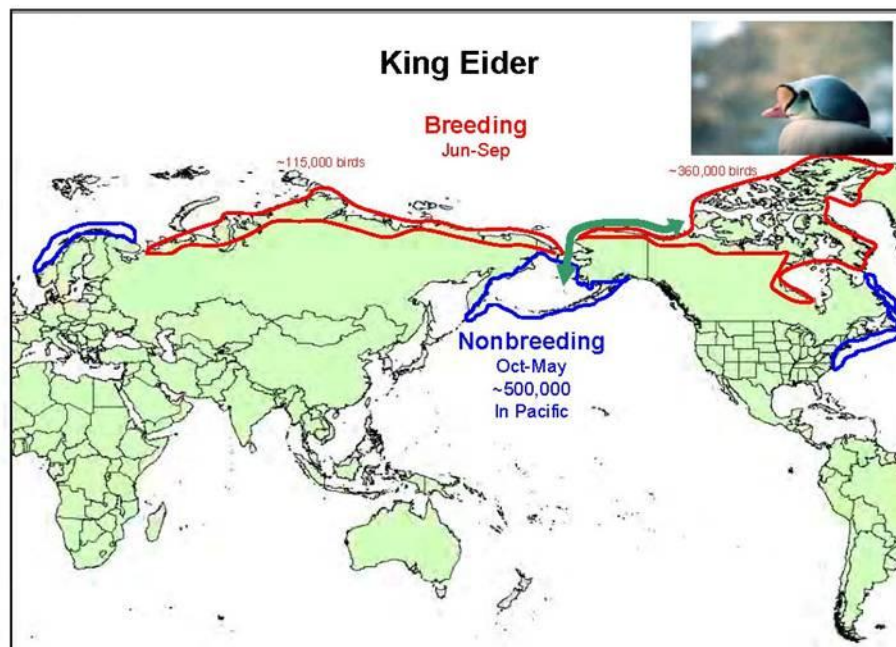 King Eider
Breeding
Jun-Sep
~115,000 birds
~360,000 birds
Nonbreeding
Oct-May
~500,000
In Pacific